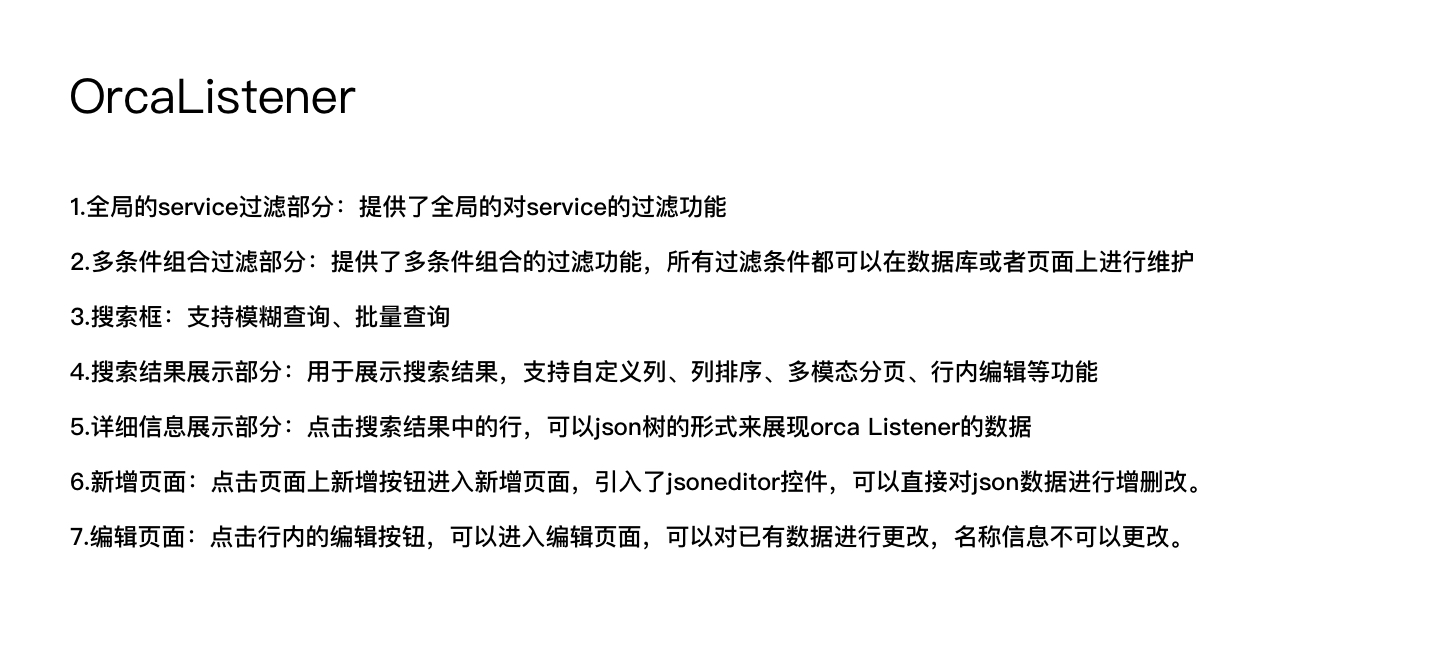 OrcaListener
1.全局的service过滤部分：提供了全局的对service的过滤功能
2.多条件组合过滤部分：提供了多条件组合的过滤功能，所有过滤条件都可以在数据库或者页面上进行维护
3.搜索框：支持模糊查询、批量查询
4.搜索结果展示部分：用于展示搜索结果，支持自定义列、列排序、多模态分页、行内编辑等功能
5.详细信息展示部分：点击搜索结果中的行，可以json树的形式来展现orca Listener的数据
6.新增页面：点击页面上新增按钮进入新增页面，引入了jsoneditor控件，可以直接对json数据进行增删改。
7.编辑页面：点击行内的编辑按钮，可以进入编辑页面，可以对已有数据进行更改，名称信息不可以更改。